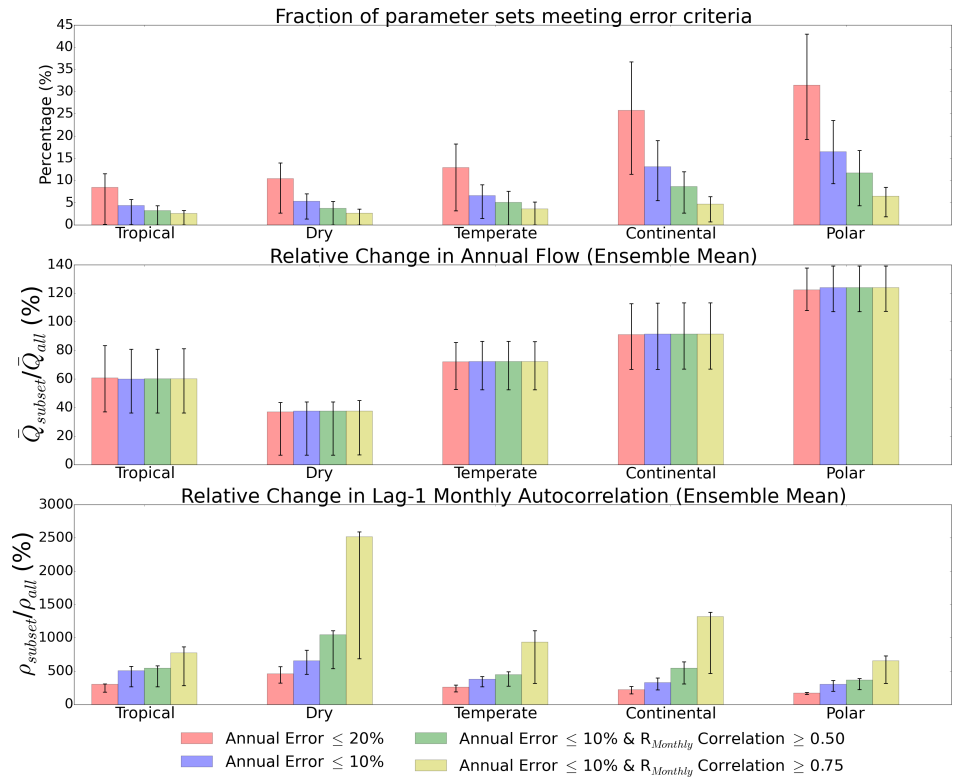 Fraction of parameter sets meeting error criteria
Percentage (%)
45
40
35
30
25
20
15
10
5
0
Tropical Dry Temperate Continental Polar
Relative Change in Annual Flow (Ensemble Mean)
Q̄subset/Q̄all (%)
140
120
100
80
60
40
20
0
Tropical Dry Temperate Continental Polar
Relative Change in Lag-1 Monthly Autocorrelation (Ensemble Mean)
ρsubset/ρall (%)
3000
2500
2000
1500
1000
500
0
Tropical Dry Temperate Continental Polar
Annual Error ≤ 20%
Annual Error ≤ 10%
Annual Error ≤ 10% & RMonthly Correlation ≥ 0.50
Annual Error ≤ 10% & RMonthly Correlation ≥ 0.75